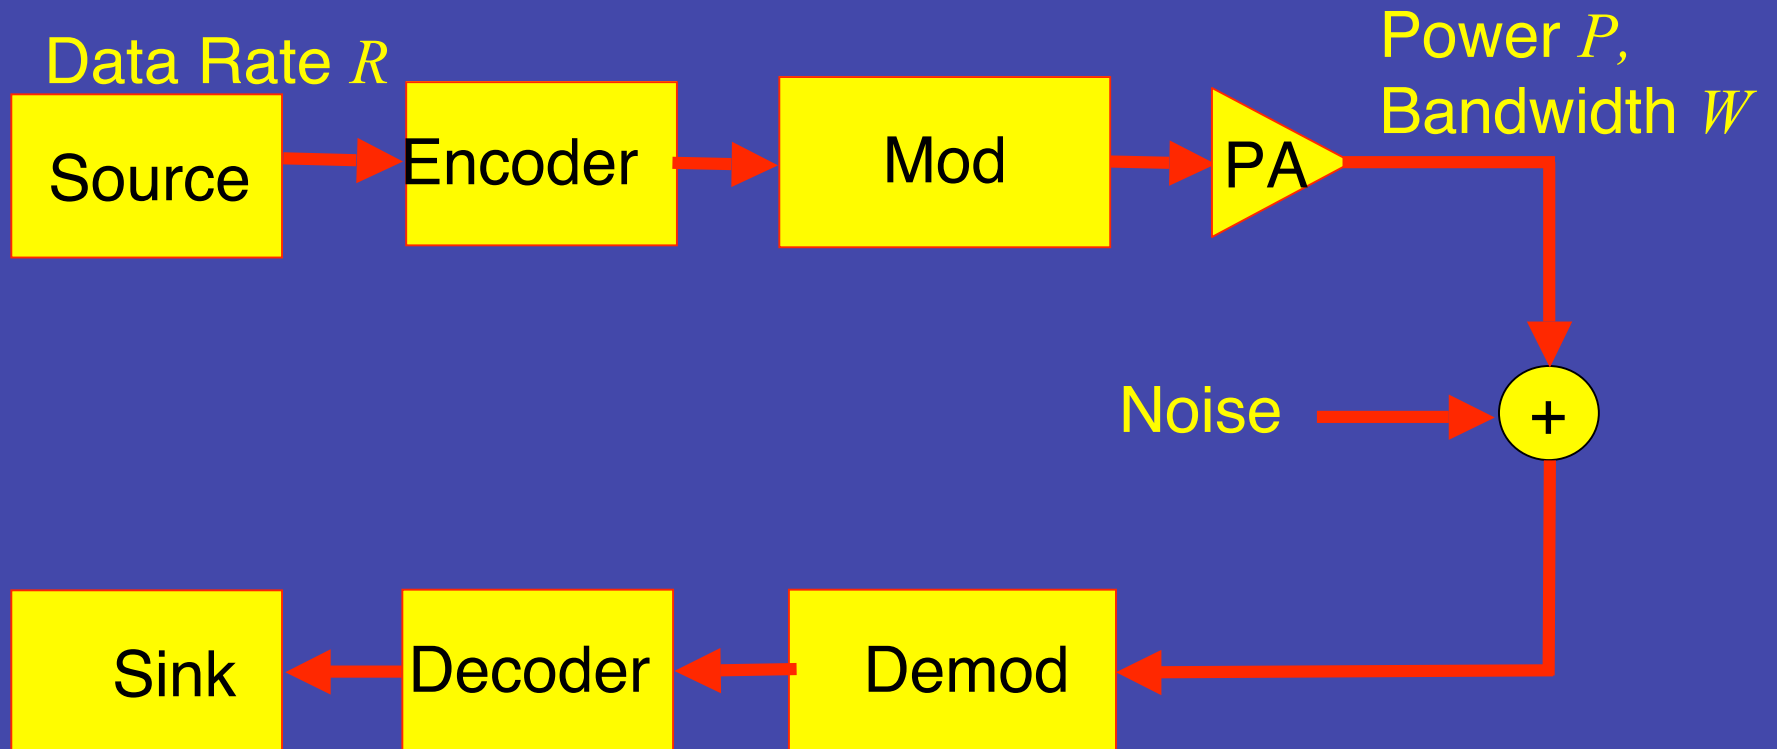 Data Rate R
Power P,
Bandwidth W
Source
Encoder
Mod
PA
Noise
+
Sink
Decoder
Demod